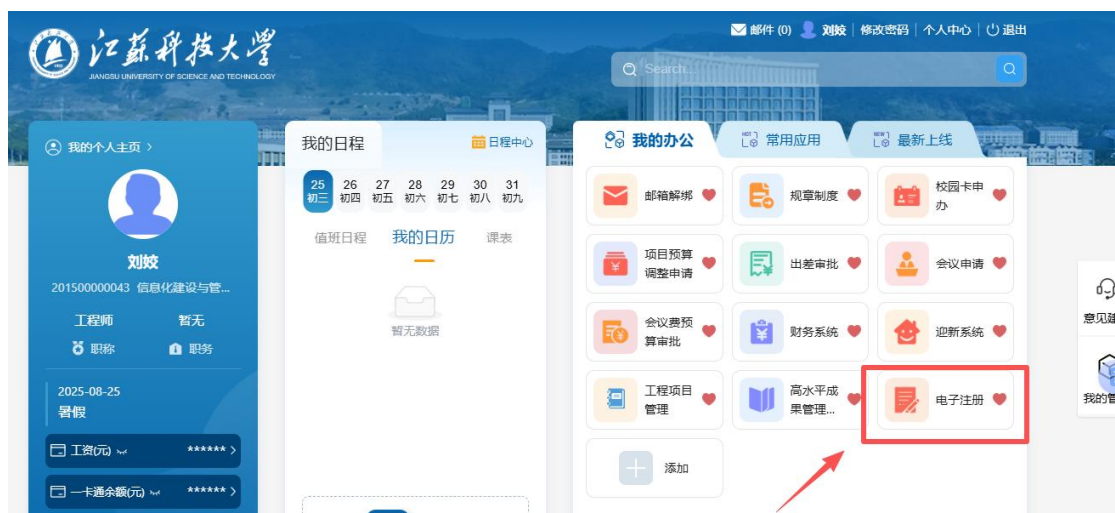 江苏科技大学
JIANGSU UNIVERSITY OF SCIENCE AND TECHNOLOGY
邮件 (0) 刘姣 修改密码 个人中心 退出
Search...
我的个人主页 >
刘姣
201500000043 信息化建设与管...
工程师 暂无
职称 职务
2025-08-25
暑假
工资(元) ****** >
一卡通余额(元) ****** >
我的日程 日程中心
25 26 27 28 29 30 31
初三 初四 初五 初六 初七 初八 初九
值班日程 我的日历 课表
暂无数据
我的办公 常用应用 最新上线
邮箱解绑 规章制度 校园卡申
办
项目预算
调整申请 出差审批 会议申请
会议费预
算审批 财务系统 迎新系统
工程项目
管理 高水平成
果管理... 电子注册
添加
意见建
我的管